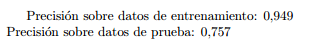 Precisión sobre datos de entrenamiento: 0,949
Precisión sobre datos de prueba: 0,757